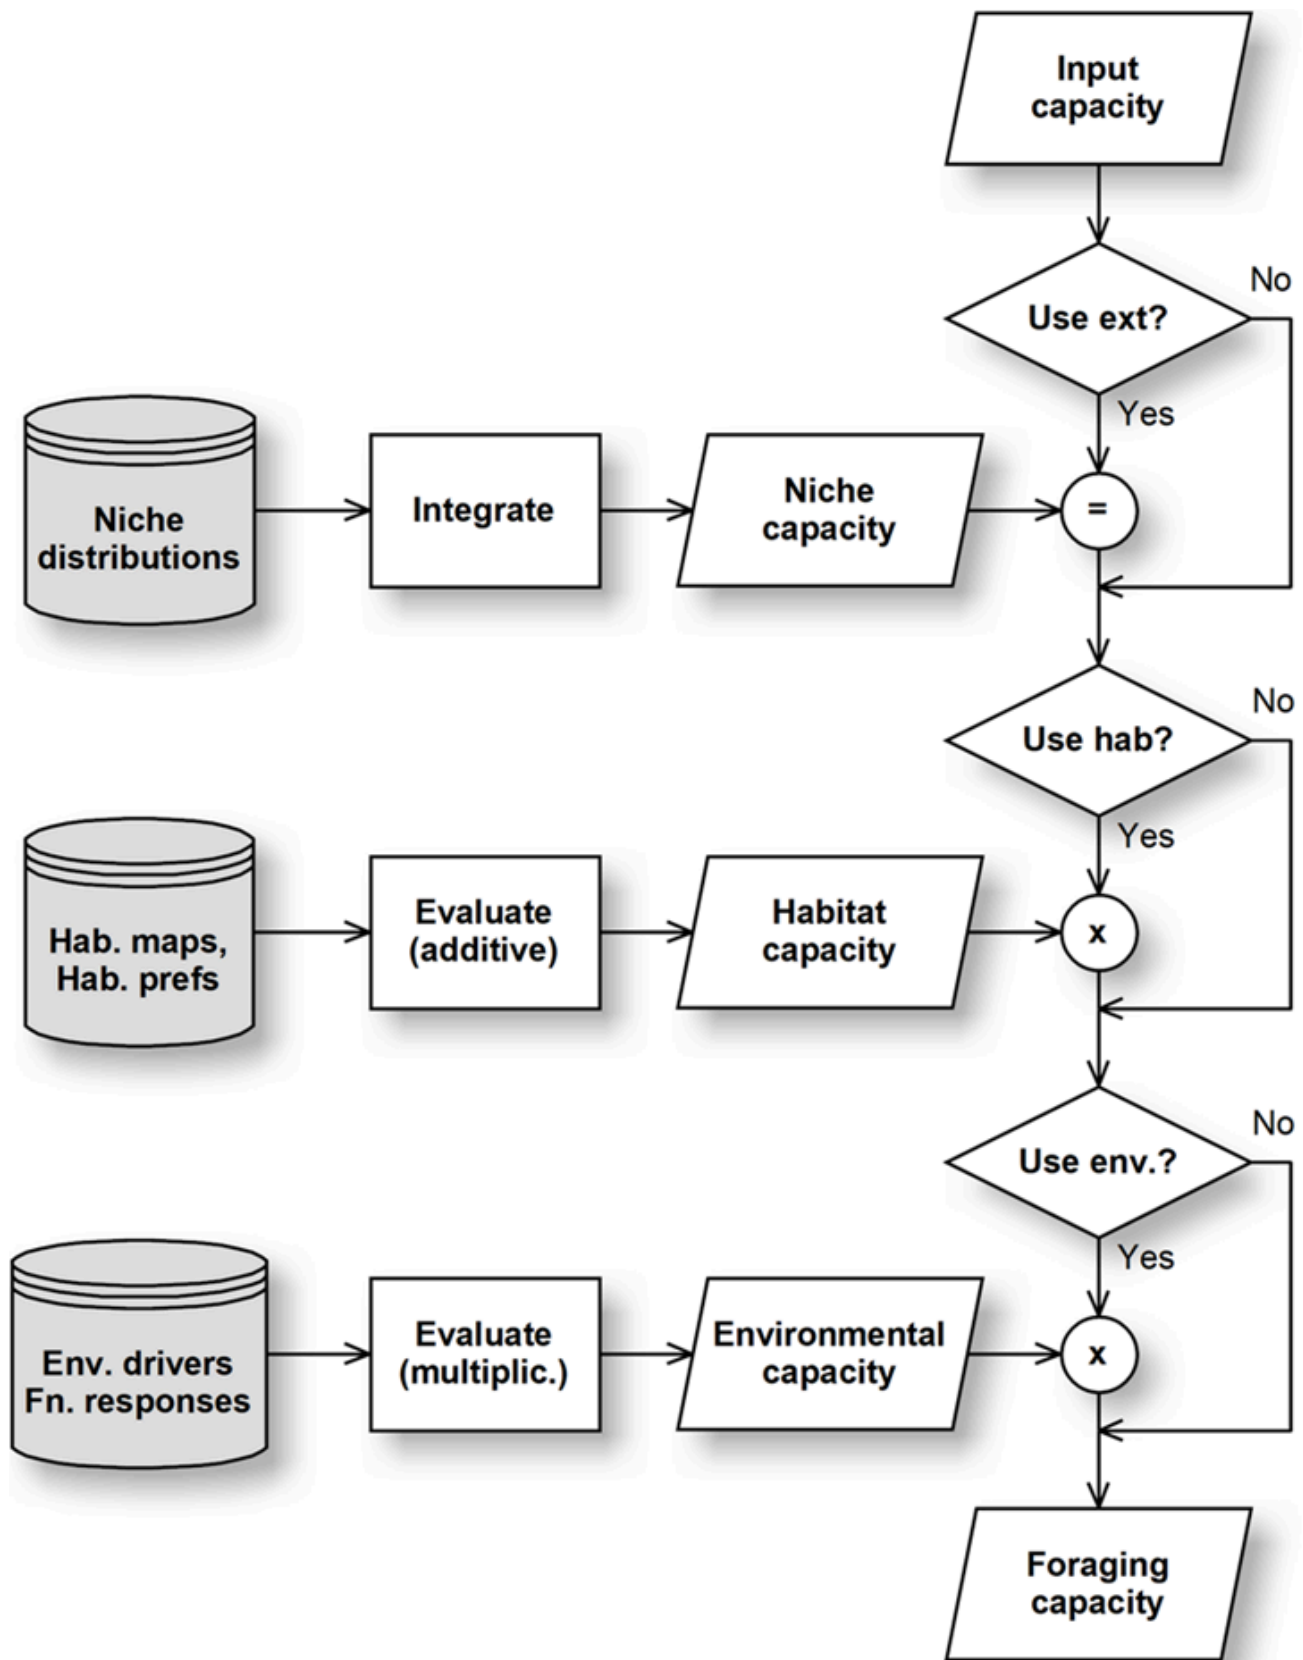 Input
capacity
Use ext?
No
Yes
Niche
distributions
Integrate
Niche
capacity
=
Use hab?
No
Yes
Hab. maps,
Hab. prefs
Evaluate
(additive)
Habitat
capacity
x
Use env.?
No
Yes
Env. drivers
Fn. responses
Evaluate
(multiplic.)
Environmental
capacity
x
Foraging
capacity